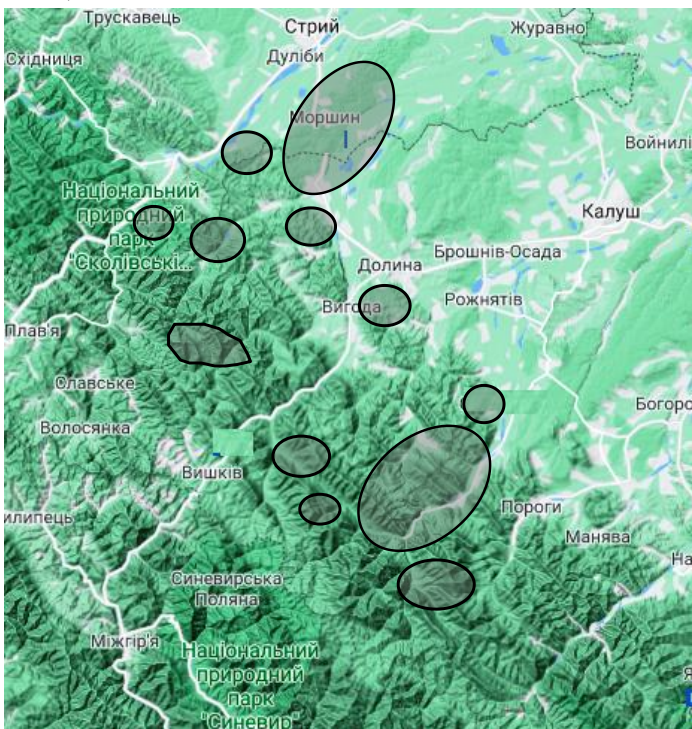 Трускавець
Стрий
Журавно
Східниця
Дуліби
Моршин
Войнилі
Національний
природний
парк
"Сколівські...
Калуш
Долина
Брошнів-Осада
Вигода
Рожнятів
Плав'я
Славське
Богоро
Волосянка
Вишків
илипець
Пороги
Манява
На
Синевирська
Поляна
Міжгір'я
Національний
природний
парк
"Синевир"
Я